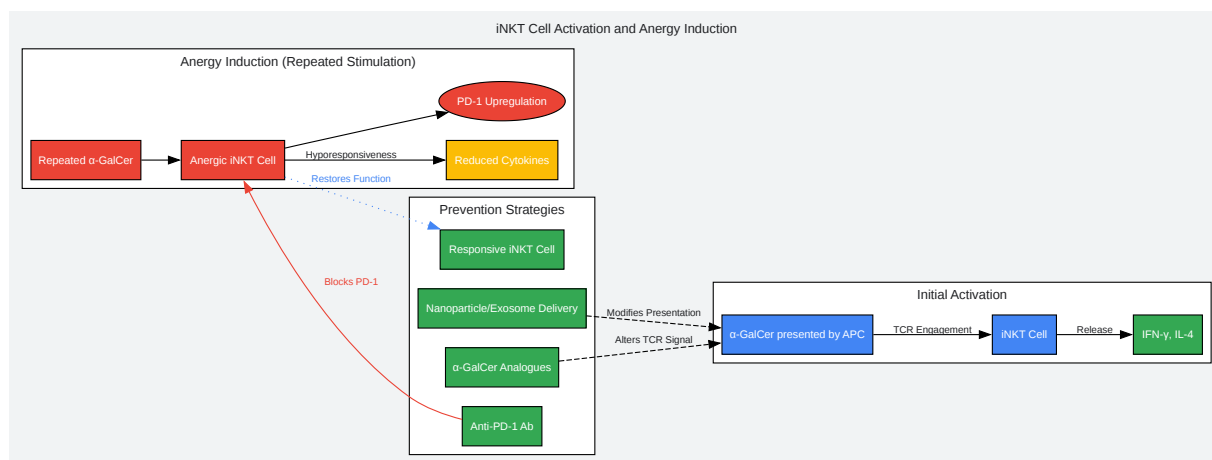 iNKT Cell Activation and Anergy Induction
Anergy Induction (Repeated Stimulation)
PD-1 Upregulation
Repeated α-GalCer
Anergic iNKT Cell
Hyporesponsiveness
Reduced Cytokines
Restores Function
Prevention Strategies
Responsive iNKT Cell
Blocks PD-1
Nanoparticle/Exosome Delivery
Modifies Presentation
α-GalCer Analogues
Alters TCR Signal
Anti-PD-1 Ab
Initial Activation
α-GalCer presented by APC
TCR Engagement
iNKT Cell
Release
IFN-γ, IL-4